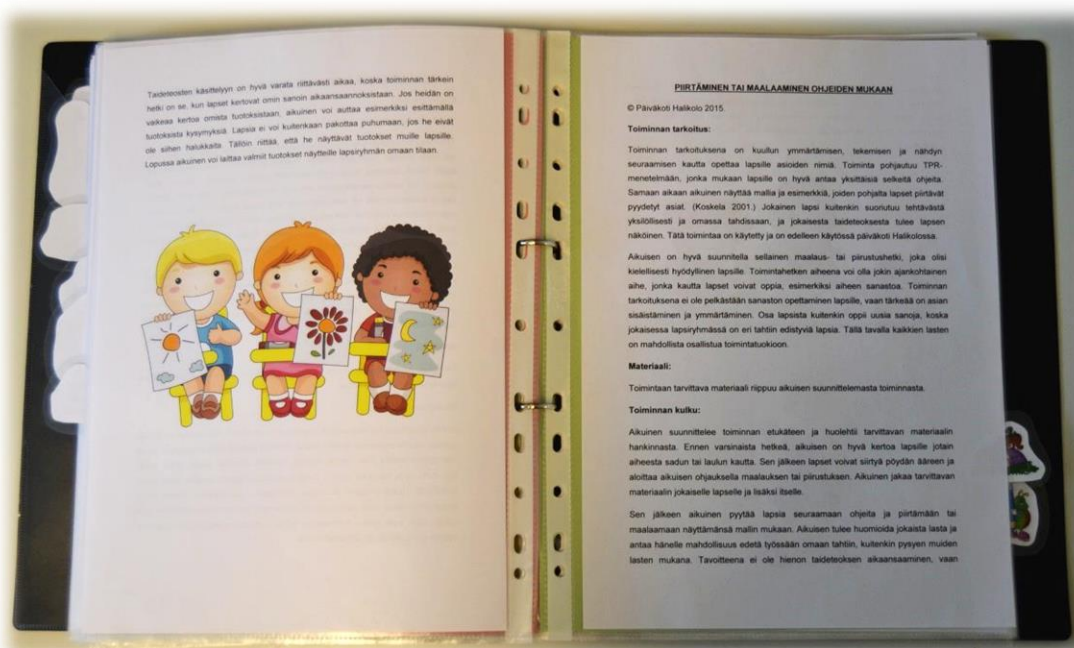 Taideteosten käsittelyyn on hyvä varata riittävästi aikaa, koska toiminnan tärkein
hetki on se, kun lapset kertovat omin sanoin aikaansaannoksistaan. Jos heidän on
vaikeaa kertoa omista tuotoksistaan, aikuinen voi auttaa esimerkiksi esittämällä
tuotoksista kysymyksiä. Lapsia ei voi kuitenkaan pakottaa puhumaan, jos he eivät
ole siihen halukkaita. Tällöin riittää, että he näyttävät tuotokset muille lapsille.
Lopussa aikuinen voi laittaa valmiit tuotokset näytteille lapsiryhmän omaan tilaan.
PIIRTÄMINEN TAI MAALAAMINEN OHJEIDEN MUKAAN
© Päiväkoti Halikolo 2015.
Toiminnan tarkoitus:
Toiminnan tarkoituksena on kuullun ymmärtämisen, tekemisen ja nähdyn
seuraamisen kautta opettaa lapsille asioiden nimiä. Toiminta pohjautuu TPR-
menetelmään, jonka mukaan lapsille on hyvä antaa yksittäisiä selkeitä ohjeita.
Samaan aikaan aikuinen näyttää mallia ja esimerkkiä, joiden pohjalta lapset piirtävät
pyydetyt asiat. (Koskela 2001.) Jokainen lapsi kuitenkin suoriutuu tehtävästä
yksilöllisesti ja omassa tahdissaan, ja jokaisesta taideteoksesta tulee lapsen
näköinen. Tätä toimintaa on käytetty ja on edelleen käytössä päiväkoti Halikolossa.
Aikuisen on hyvä suunnitella sellainen maalaus- tai piirustushetki, joka olisi
kielellisesti hyödyllinen lapsille. Toimintahetken aiheena voi olla jokin ajankohtainen
aihe, jonka kautta lapset voivat oppia, esimerkiksi aiheen sanastoa. Toiminnan
tarkoituksena ei ole pelkästään sanaston opettaminen lapsille, vaan tärkeää on asian
sisäistäminen ja ymmärtäminen. Osa lapsista kuitenkin oppii uusia sanoja, koska
jokaisessa lapsiryhmässä on eri tahtiin edistyviä lapsia. Tällä tavalla kaikkien lasten
on mahdollista osallistua toimintatuokioon.
Materiaali:
Toimintaan tarvittava materiaali riippuu aikuisen suunnittelemasta toiminnasta.
Toiminnan kulku:
Aikuinen suunnittelee toiminnan etukäteen ja huolehtii tarvittavan materiaalin
hankinnasta. Ennen varsinaista hetkeä, aikuisen on hyvä kertoa lapsille jotain
aiheesta sadun tai laulun kautta. Sen jälkeen lapset voivat siirtyä pöydän ääreen ja
aloittaa aikuisen ohjauksella maalauksen tai piirustuksen. Aikuinen jakaa tarvittavan
materiaalin jokaiselle lapselle ja lisäksi itselle.
Sen jälkeen aikuinen pyytää lapsia seuraamaan ohjeita ja piirtämään tai
maalaamaan näyttämänsä mallin mukaan. Aikuisen tulee huomioida jokaista lasta ja
antaa hänelle mahdollisuus edetä työssään omaan tahtiin, kuitenkin pysyen muiden
lasten mukana. Tavoitteena ei ole hienon taideteoksen aikaansaaminen, vaan